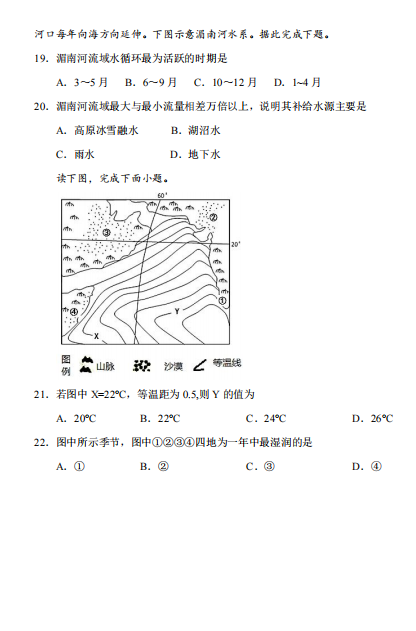 河口每年向海方向延伸。下图示意湄南河水系。据此完成下题。
19．湄南河流域水循环最为活跃的时期是
A．3～5月 B．6～9月 C．10～12月 D．1~4月
20．湄南河流域最大与最小流量相差万倍以上，说明其补给水源主要是
A．高原冰雪融水 B．湖沼水
C．雨水 D．地下水
读下图，完成下面小题。
60°
②
③
20°
①
④
Y
X
图例 山脉 沙漠 等温线
21．若图中 X=22℃，等温距为 0.5,则 Y 的值为
A．20℃ B．22℃ C．24℃ D．26℃
22．图中所示季节，图中①②③④四地为一年中最湿润的是
A．① B．② C．③ D．④